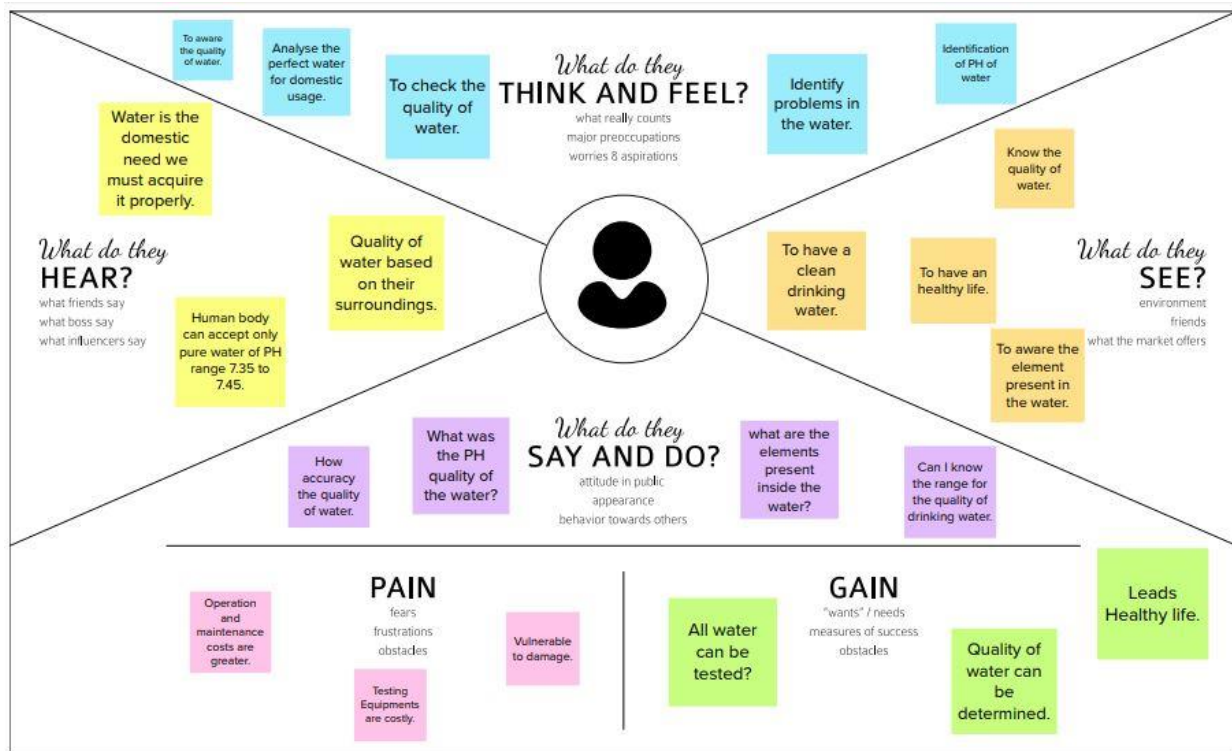 To aware
the quality
of water.
Analyse the
perfect water
for domestic
usage.
To check the
quality of
water.
What do they
THINK AND FEEL?
what really counts
major preoccupations
worries & aspirations
Identify
problems in
the water.
Identification
of PH of
water
Water is the
domestic
need we
must acquire
it properly.
What do they
HEAR?
what friends say
what boss say
what influencers say
Quality of
water based
on their
surroundings.
Human body
can accept only
pure water of PH
range 7.35 to
7.45.
Know the
quality of
water.
To have a
clean
drinking
water.
To have an
healthy life.
What do they
SEE?
environment
friends
what the market offers
To aware the
element
present in
the water.
How
accuracy
the quality
of water.
What was
the PH
quality of
the water?
What do they
SAY AND DO?
attitude in public
appearance
behavior towards others
what are the
elements
present
inside the
water?
Can I know
the range for
the quality of
drinking water.
PAIN
fears
frustrations
obstacles
Operation
and
maintenance
costs are
greater.
Testing
Equipments
are costly.
Vulnerable
to damage.
GAIN
"wants" / needs
measures of success
obstacles
All water
can be
tested?
Quality of
water can
be
determined.
Leads
Healthy life.